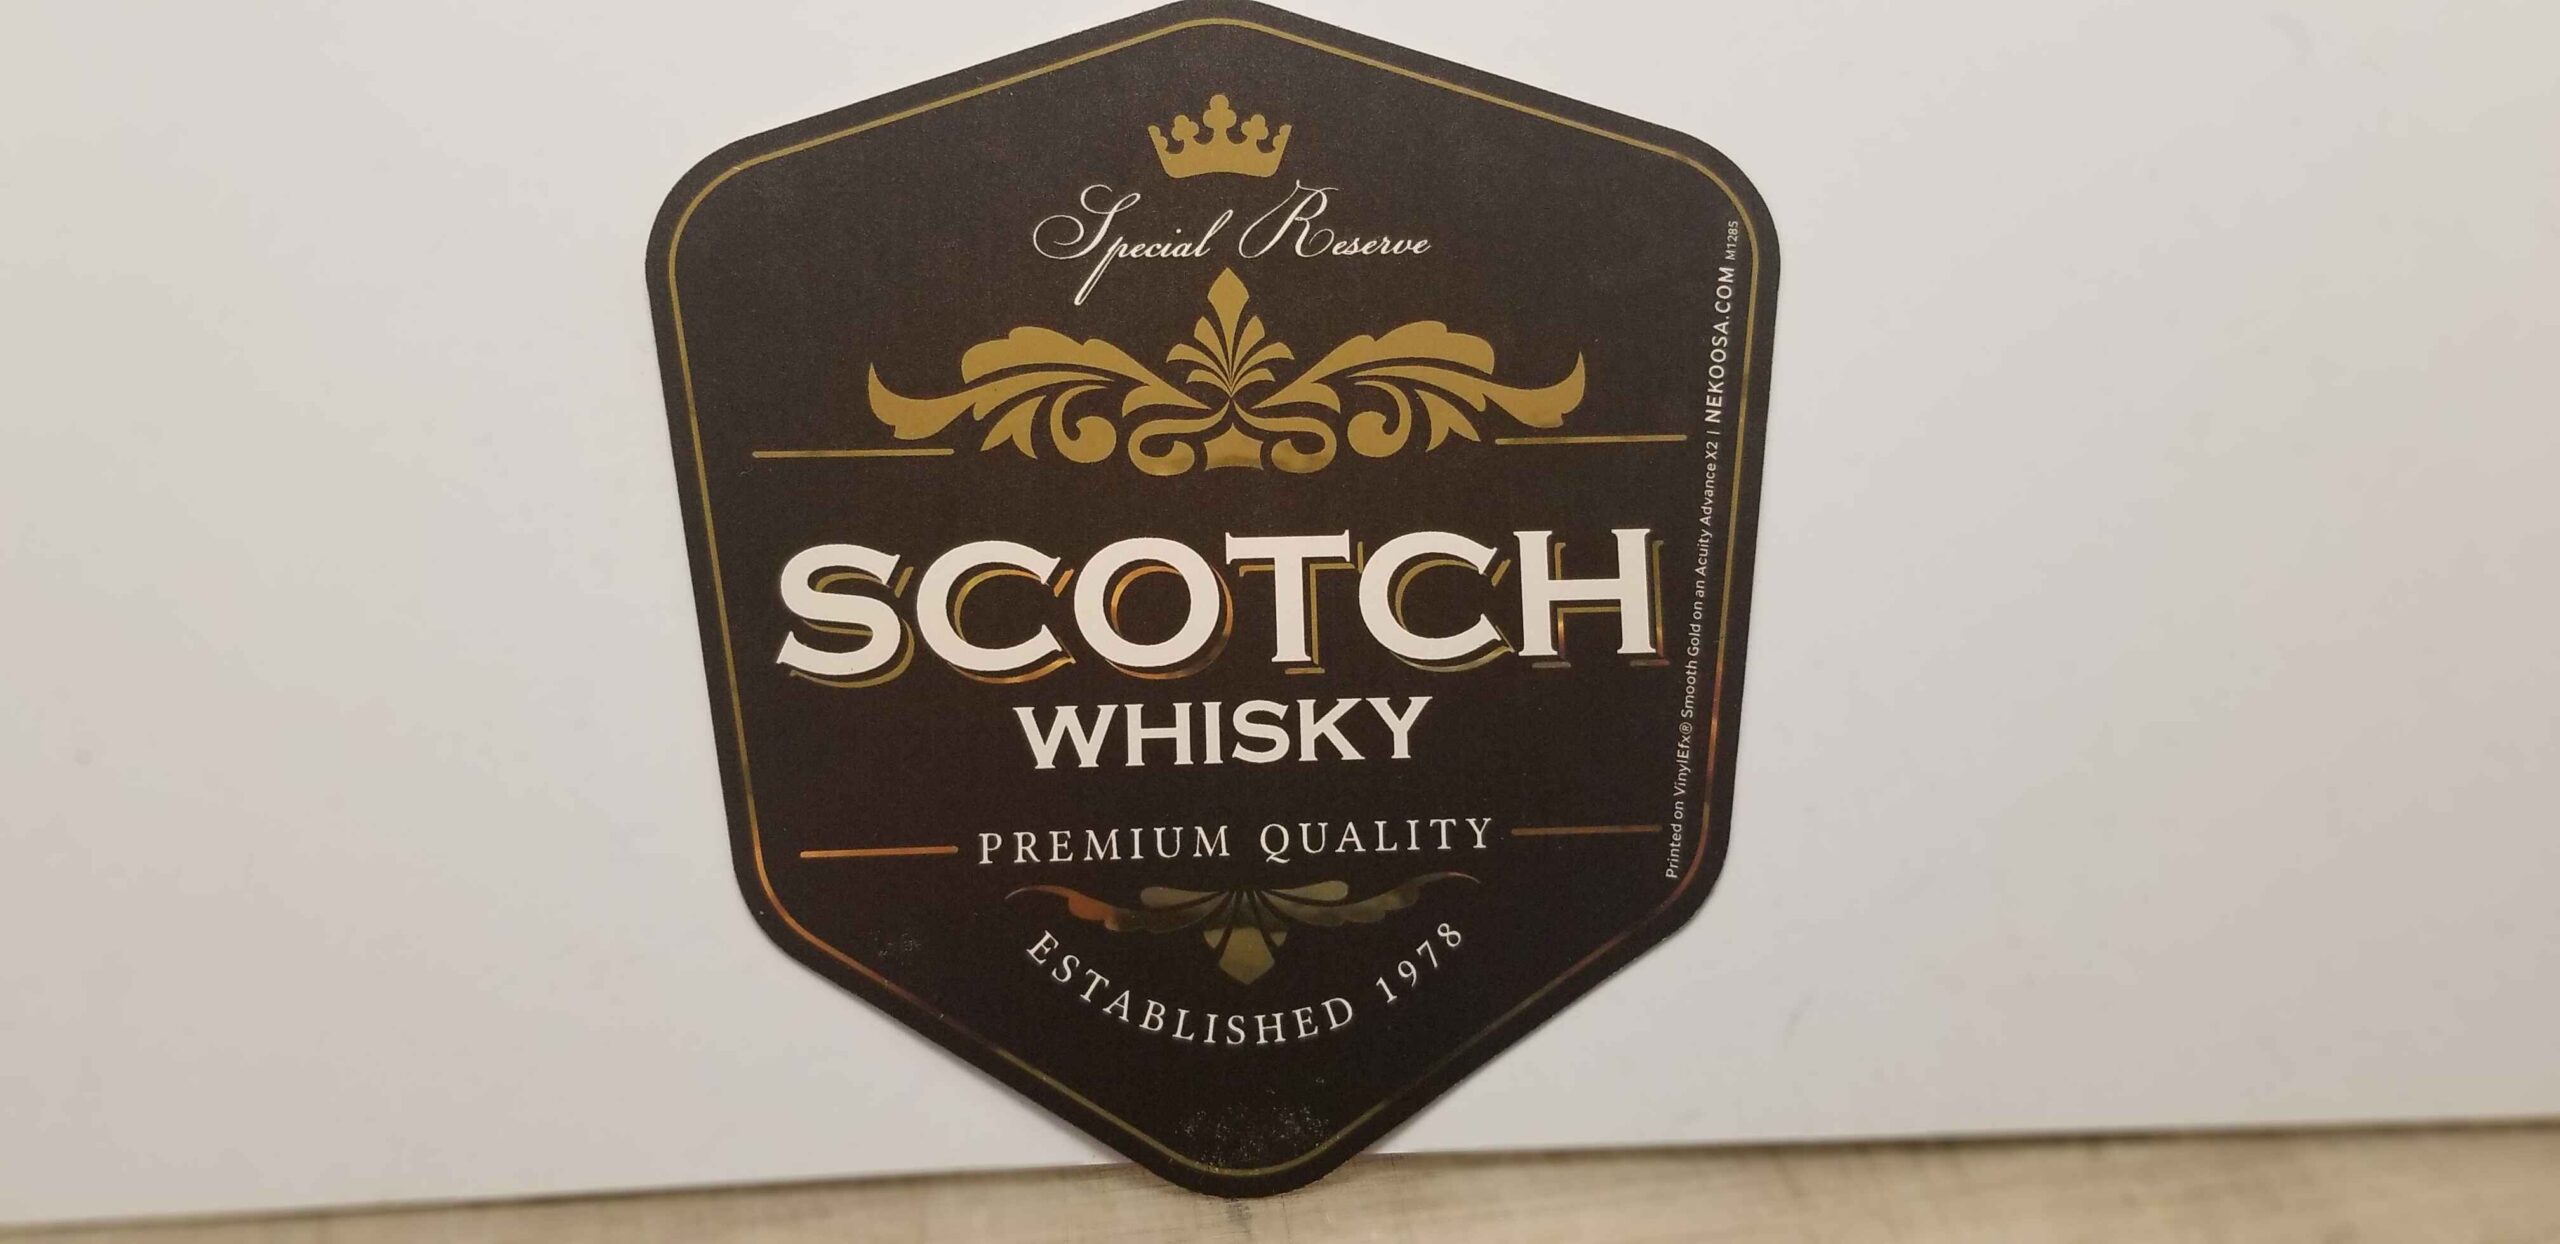 Special Reserve
SCOTCH
WHISKY
PREMIUM QUALITY
ESTABLISHED 1978
Printed on VinylEfx® Smooth Gold on an Acuity Advance X2 | NEKOOSA.COM M1285